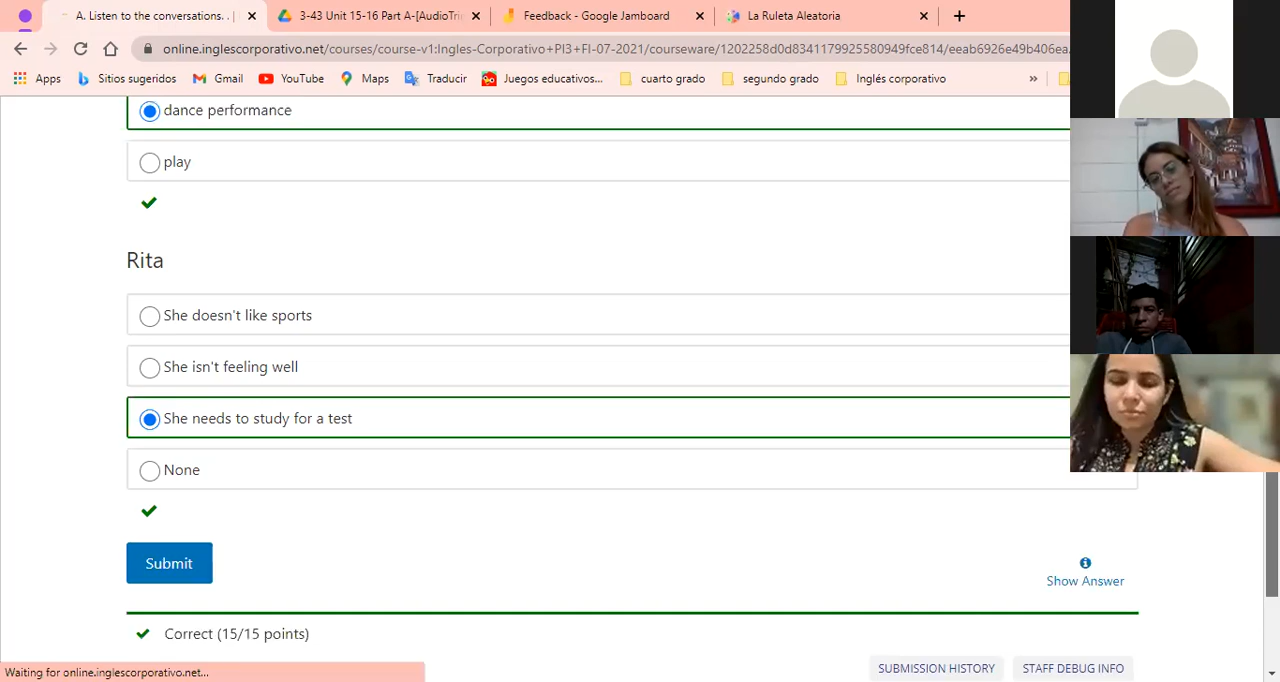 A. Listen to the conversations. . |
3-43 Unit 15-16 Part A-[AudioTri
Feedback - Google Jamboard
La Ruleta Aleatoria
online.inglescorporativo.net/courses/course-v1:Ingles-Corporativo+PI3+FI-07-2021/courseware/1202258d0d8341179925580949fce814/eeab6926e49b406ea
Apps
Sitios sugeridos
Gmail
YouTube
Maps
Traducir
Juegos educativos...
cuarto grado
segundo grado
Inglés corporativo
»
dance performance
play
Rita
She doesn't like sports
She isn't feeling well
She needs to study for a test
None
Submit
Show Answer
Correct (15/15 points)
Waiting for online.inglescorporativo.net...
SUBMISSION HISTORY
STAFF DEBUG INFO